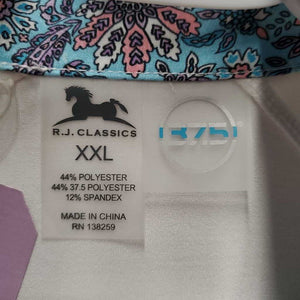 R.J. CLASSICS
XXL
44% POLYESTER
44% 37.5 POLYESTER
12% SPANDEX
MADE IN CHINA
RN 138259
37.5